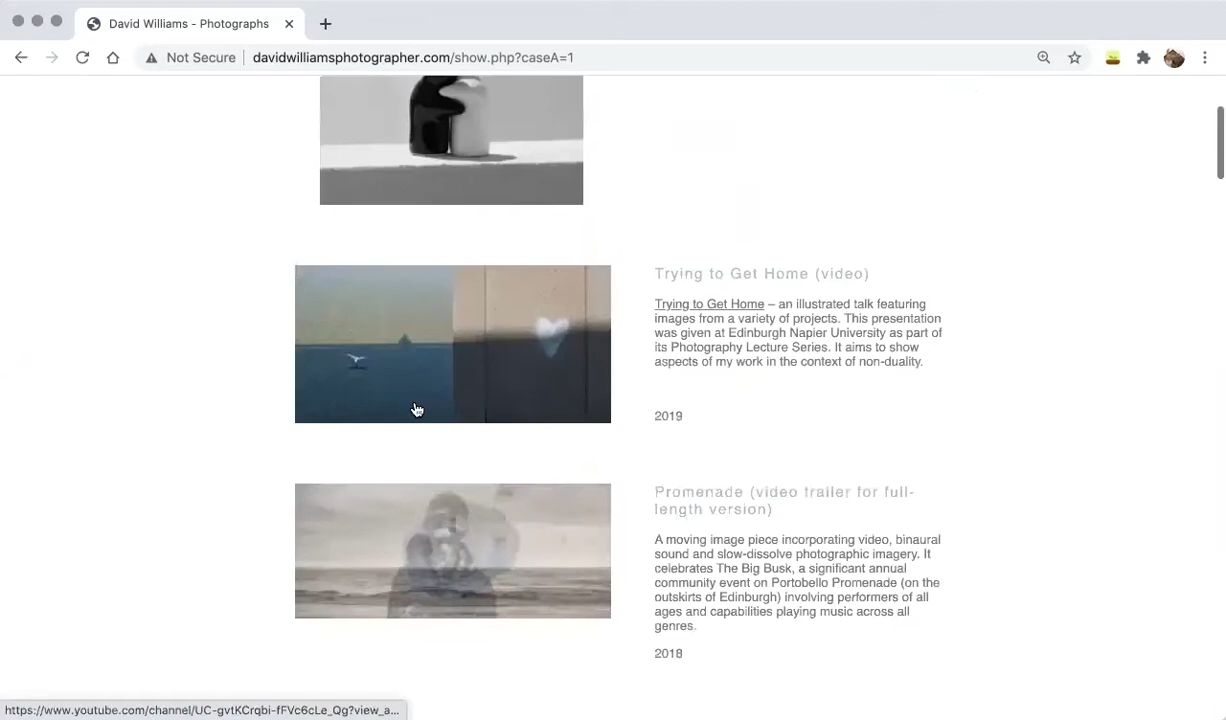 David Williams - Photographs
Not Secure
davidwilliamsphotographer.com/show.php?caseA=1
Trying to Get Home (video)
Trying to Get Home – an illustrated talk featuring
images from a variety of projects. This presentation
was given at Edinburgh Napier University as part of
its Photography Lecture Series. It aims to show
aspects of my work in the context of non-duality.
2019
Promenade (video trailer for full-
length version)
A moving image piece incorporating video, binaural
sound and slow-dissolve photographic imagery. It
celebrates The Big Busk, a significant annual
community event on Portobello Promenade (on the
outskirts of Edinburgh) involving performers of all
ages and capabilities playing music across all
genres.
2018
https://www.youtube.com/channel/UC-gvtKCrqbi-fFVc6cLe_Qg?view_a...